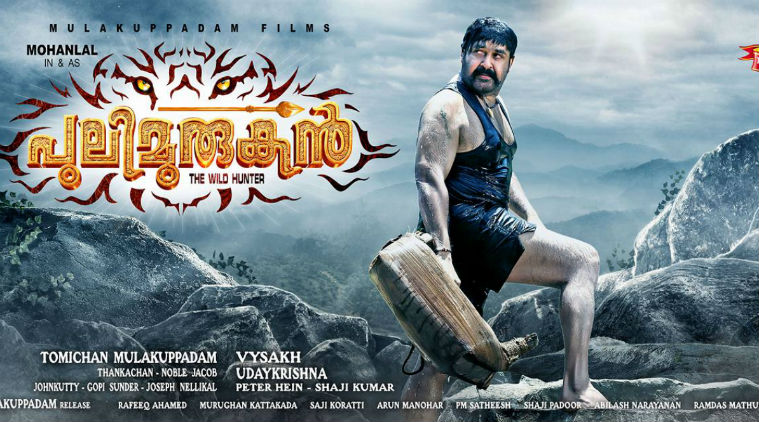 MULAKUPPADAM FILMS
MOHANLAL
IN & AS
പുലിമുരുകൻ
THE WILD HUNTER
TOMICHAN MULAKUPPADAM VYSAKH
THANKACHAN - NOBLE JACOB UDAYKRISHNA
JOHNKUTTY - GOPI SUNDER - JOSEPH NELLIKAL PETER HEIN - SHAJI KUMAR
AKUPPADAM RELEASE RAFEEQ AHAMED MURUGHAN KATTAKADA SAJI KORATTI ARUN MANOHAR PM SATHEESH SHAJI PADOOR ABILASH NARAYANAN RAMDAS MATHU